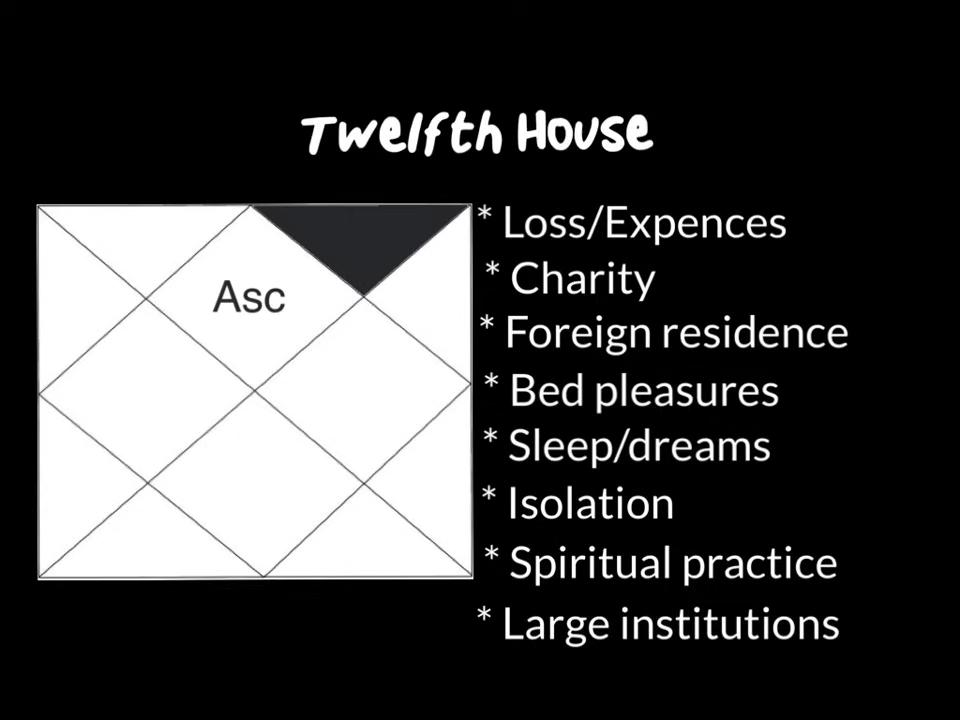 Twelfth House
Asc
* Loss/Expences
* Charity
* Foreign residence
* Bed pleasures
* Sleep/dreams
* Isolation
* Spiritual practice
* Large institutions